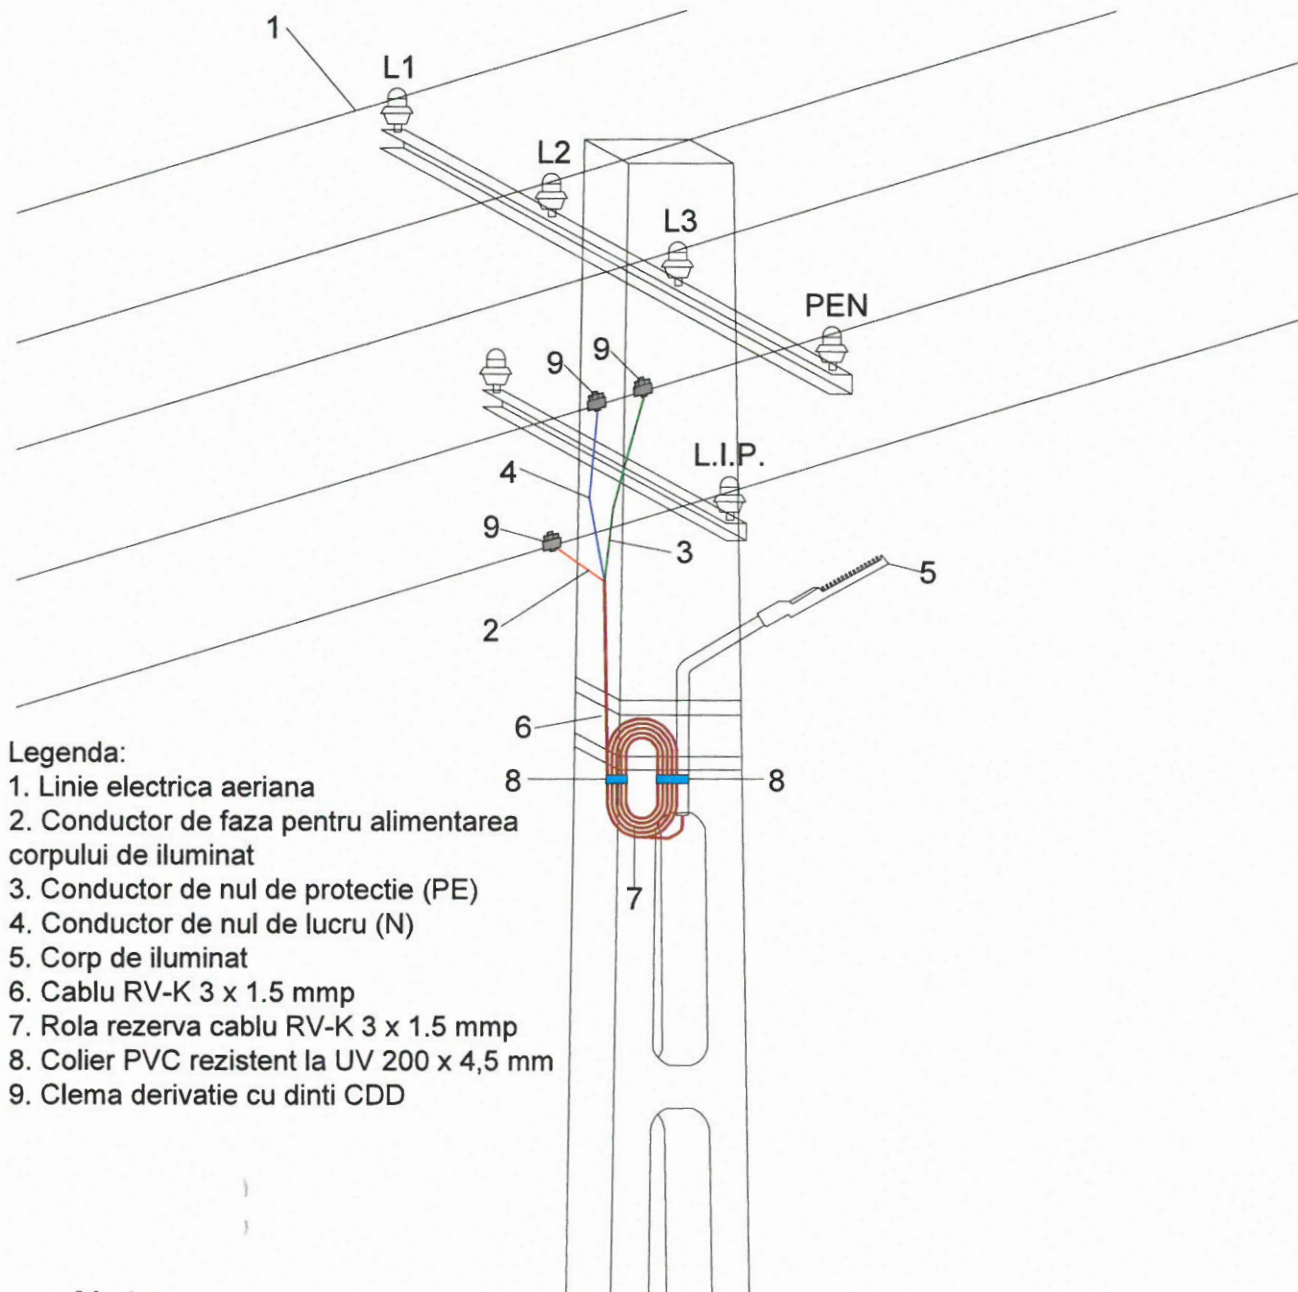 1
L1
L2
L3
PEN
9
9
4
L.I.P.
9
3
5
2
6
8
8
7
Legenda:
1. Linie electrica aeriana
2. Conductor de faza pentru alimentarea
corpului de iluminat
3. Conductor de nul de protectie (PE)
4. Conductor de nul de lucru (N)
5. Corp de iluminat
6. Cablu RV-K 3 x 1.5 mmp
7. Rola rezerva cablu RV-K 3 x 1.5 mmp
8. Colier PVC rezistent la UV 200 x 4,5 mm
9. Clema derivatie cu dinti CDD